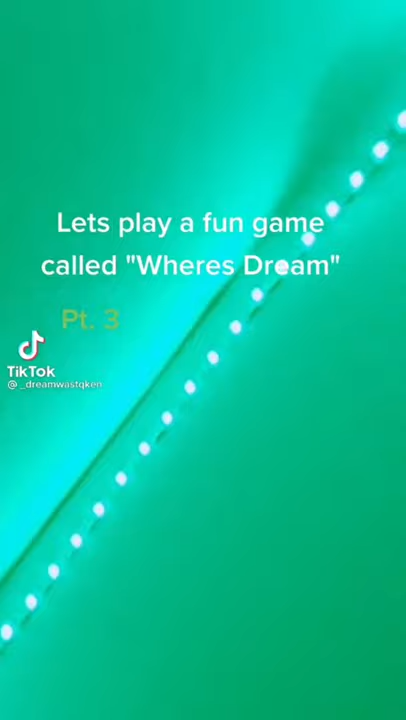 Lets play a fun game
called "Wheres Dream"
Pt. 3
TikTok
@_dreamwastqken